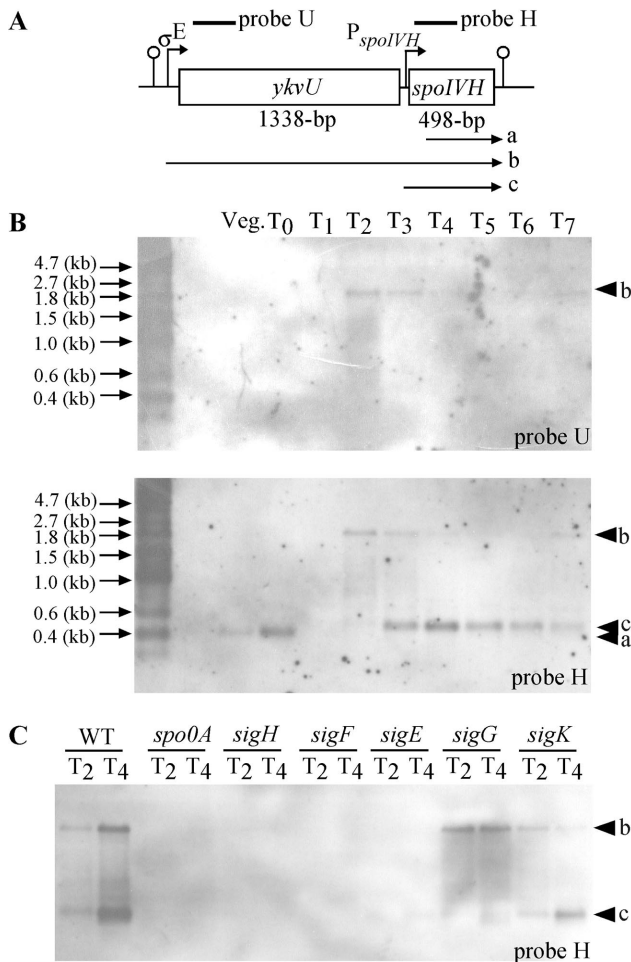 A
probe U
probe H
σE
PspoIVH
ykvU
spoIVH
1338-bp
498-bp
a
b
c
B
Veg. T0 T1 T2 T3 T4 T5 T6 T7
4.7 (kb)
2.7 (kb)
1.8 (kb)
1.5 (kb)
1.0 (kb)
0.6 (kb)
0.4 (kb)
b
probe U
4.7 (kb)
2.7 (kb)
1.8 (kb)
1.5 (kb)
1.0 (kb)
0.6 (kb)
0.4 (kb)
b
c
a
probe H
C
WT spo0A sigH sigF sigE sigG sigK
T2 T4 T2 T4 T2 T4 T2 T4 T2 T4 T2 T4 T2 T4
b
c
probe H